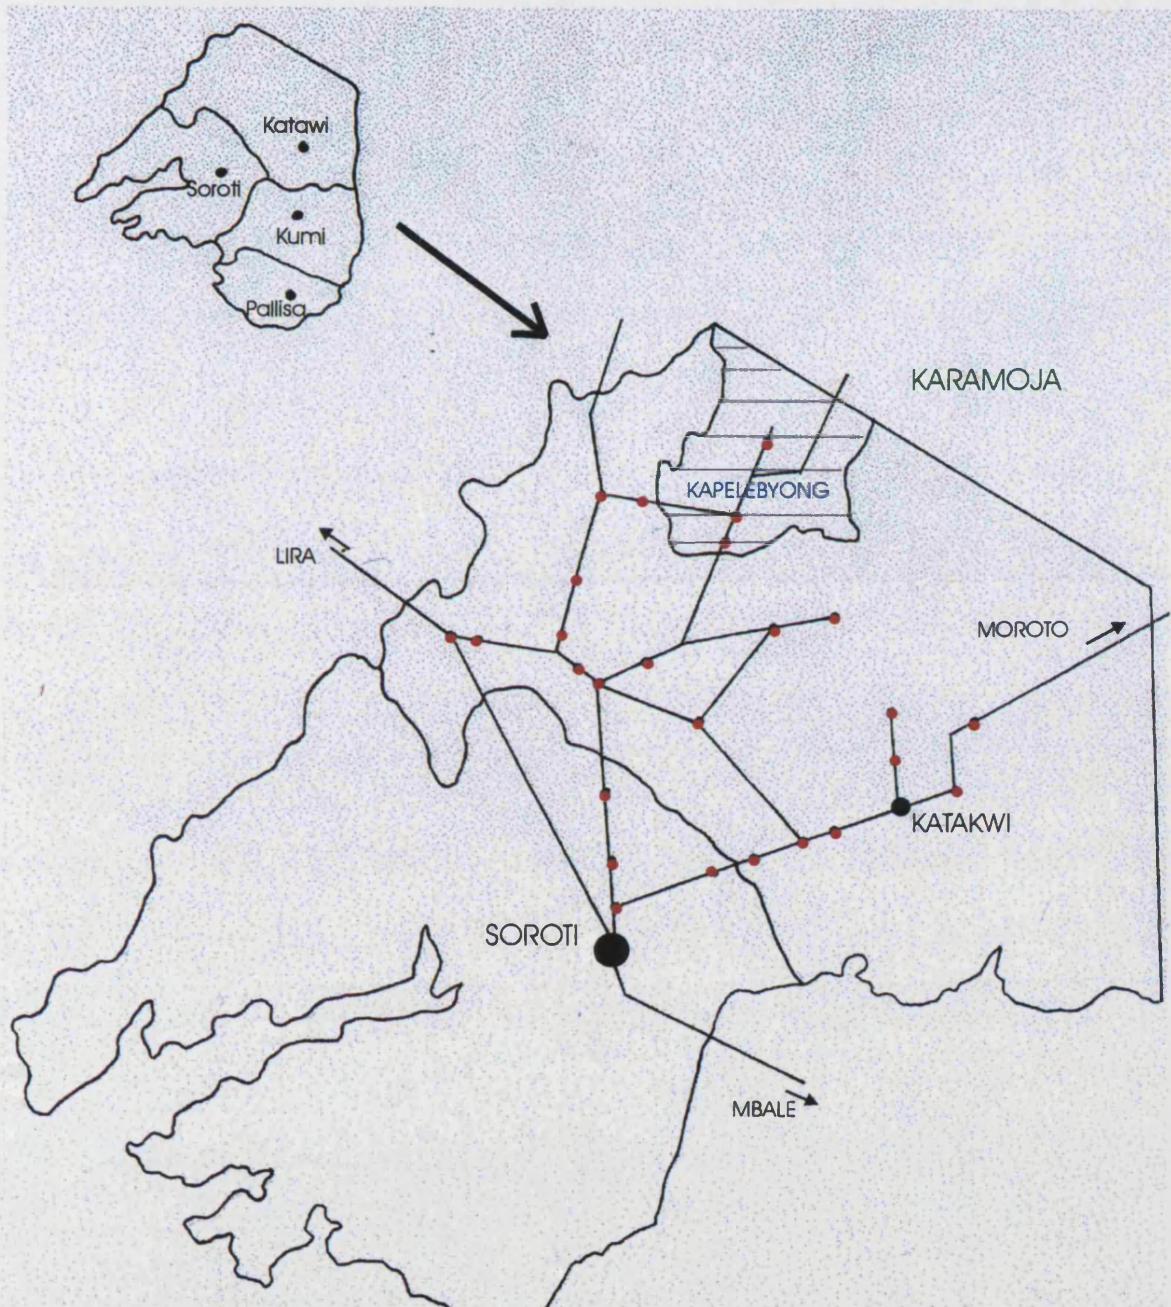 Katawi
Soroti
Kumi
Pallisa
KARAMOJA
KAPELEBYONG
LIRA
MOROTO
KATAKWI
SOROTI
MBALE